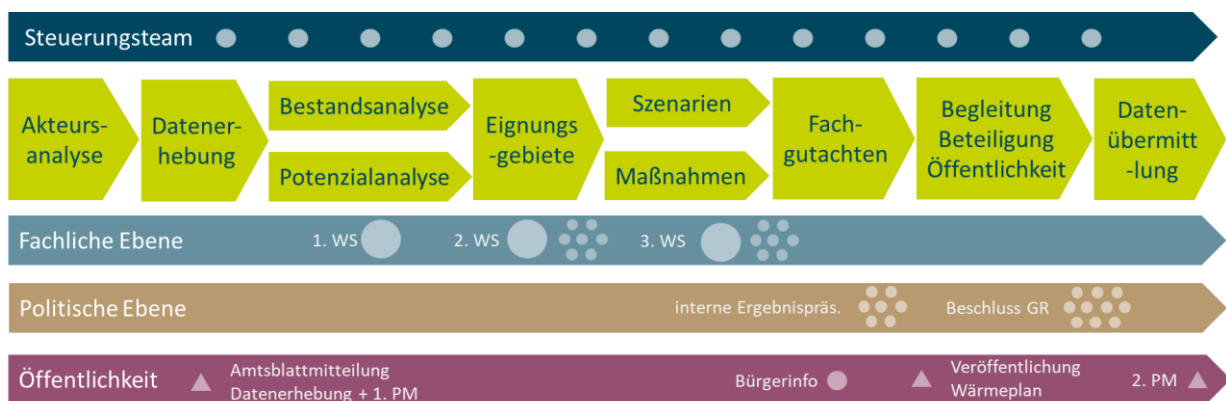 Steuerungsteam
Akteurs-
analyse
Datener-
hebung
Bestandsanalyse
Potenzialanalyse
Eignungs
-gebiete
Szenarien
Maßnahmen
Fach-
gutachten
Begleitung
Beteiligung
Öffentlichkeit
Daten-
übermitt
-lung
Fachliche Ebene
1. WS
2. WS
3. WS
Politische Ebene
interne Ergebnispräs.
Beschluss GR
Öffentlichkeit
Amtsblattmitteilung
Datenerhebung + 1. PM
Bürgerinfo
Veröffentlichung
Wärmeplan
2. PM